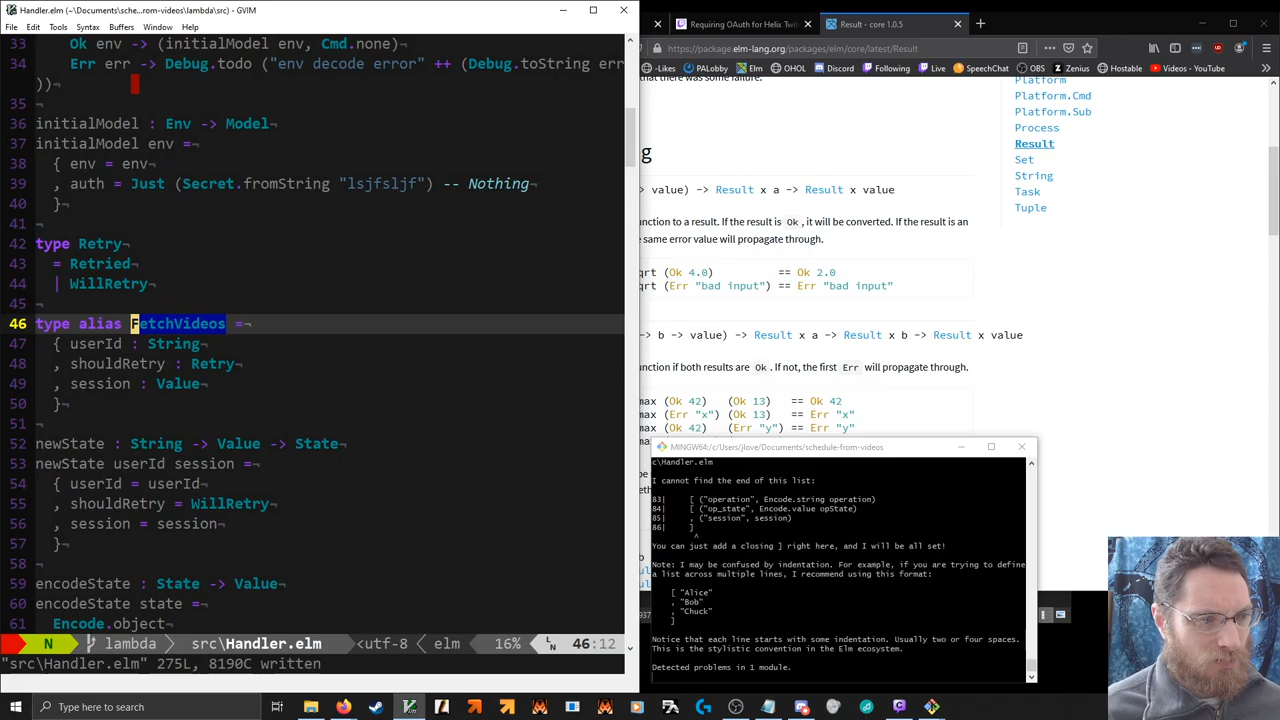 Handler.elm (~\Documents\sche...rom-videos\lambda\src) - GVIM
File Edit Tools Syntax Buffers Window Help
33 Ok env -> (initialModel env, Cmd.none)
34 Err err -> Debug.todo ("env decode error" ++ (Debug.toString err
))¬
35 ¬
36 initialModel : Env -> Model¬
37 initialModel env =¬
38 { env = env¬
39 , auth = Just (Secret.fromString "lsjfsljf") -- Nothing¬
40 }¬
41 ¬
42 type Retry¬
43 = Retried¬
44 | WillRetry¬
45 ¬
46 type alias FetchVideos =¬
47 { userId : String¬
48 , shouldRetry : Retry¬
49 , session : Value¬
50 }¬
51 ¬
52 newState : String -> Value -> State¬
53 newState userId session =¬
54 { userId = userId¬
55 , shouldRetry = WillRetry¬
56 , session = session¬
57 }¬
58 ¬
59 encodeState : State -> Value¬
60 encodeState state =¬
61 Encode.object¬
N lambda src\Handler.elm <utf-8 elm 16% 46:12
"src\Handler.elm" 275L, 8190C written
Requiring OAuth for Helix Twit
Result - core 1.0.5
https://package.elm-lang.org/packages/elm/core/latest/Result
-Likes PALobby Elm OHOL Discord Following Live SpeechChat OBS Zenius Hostable Videos - YouTube
that there was some failure.
g
> value) -> Result x a -> Result x value
unction to a result. If the result is Ok, it will be converted. If the result is an
same error value will propagate through.
qrt (Ok 4.0) == Ok 2.0
qrt (Err "bad input") == Err "bad input"
-> b -> value) -> Result x a -> Result x b -> Result x value
unction if both results are Ok. If not, the first Err will propagate through.
max (Ok 42) (Ok 13) == Ok 42
max (Err "x") (Ok 13) == Err "x"
max (Ok 42) (Err "y") == Err "y"
Platform
Platform.Cmd
Platform.Sub
Process
Result
Set
String
Task
Tuple
MINGW64:/c/Users/jlove/Documents/schedule-from-videos
c\Handler.elm
I cannot find the end of this list:
83| [ ("operation", Encode.string operation)
84| [ ("op_state", Encode.value opState)
85| , ("session", session)
86| ]
^
You can just add a closing ] right here, and I will be all set!
Note: I may be confused by indentation. For example, if you are trying to define
a list across multiple lines, I recommend using this format:
[ "Alice"
, "Bob"
, "Chuck"
]
Notice that each line starts with some indentation. Usually two or four spaces.
This is the stylistic convention in the Elm ecosystem.
Detected problems in 1 module.
Type here to search